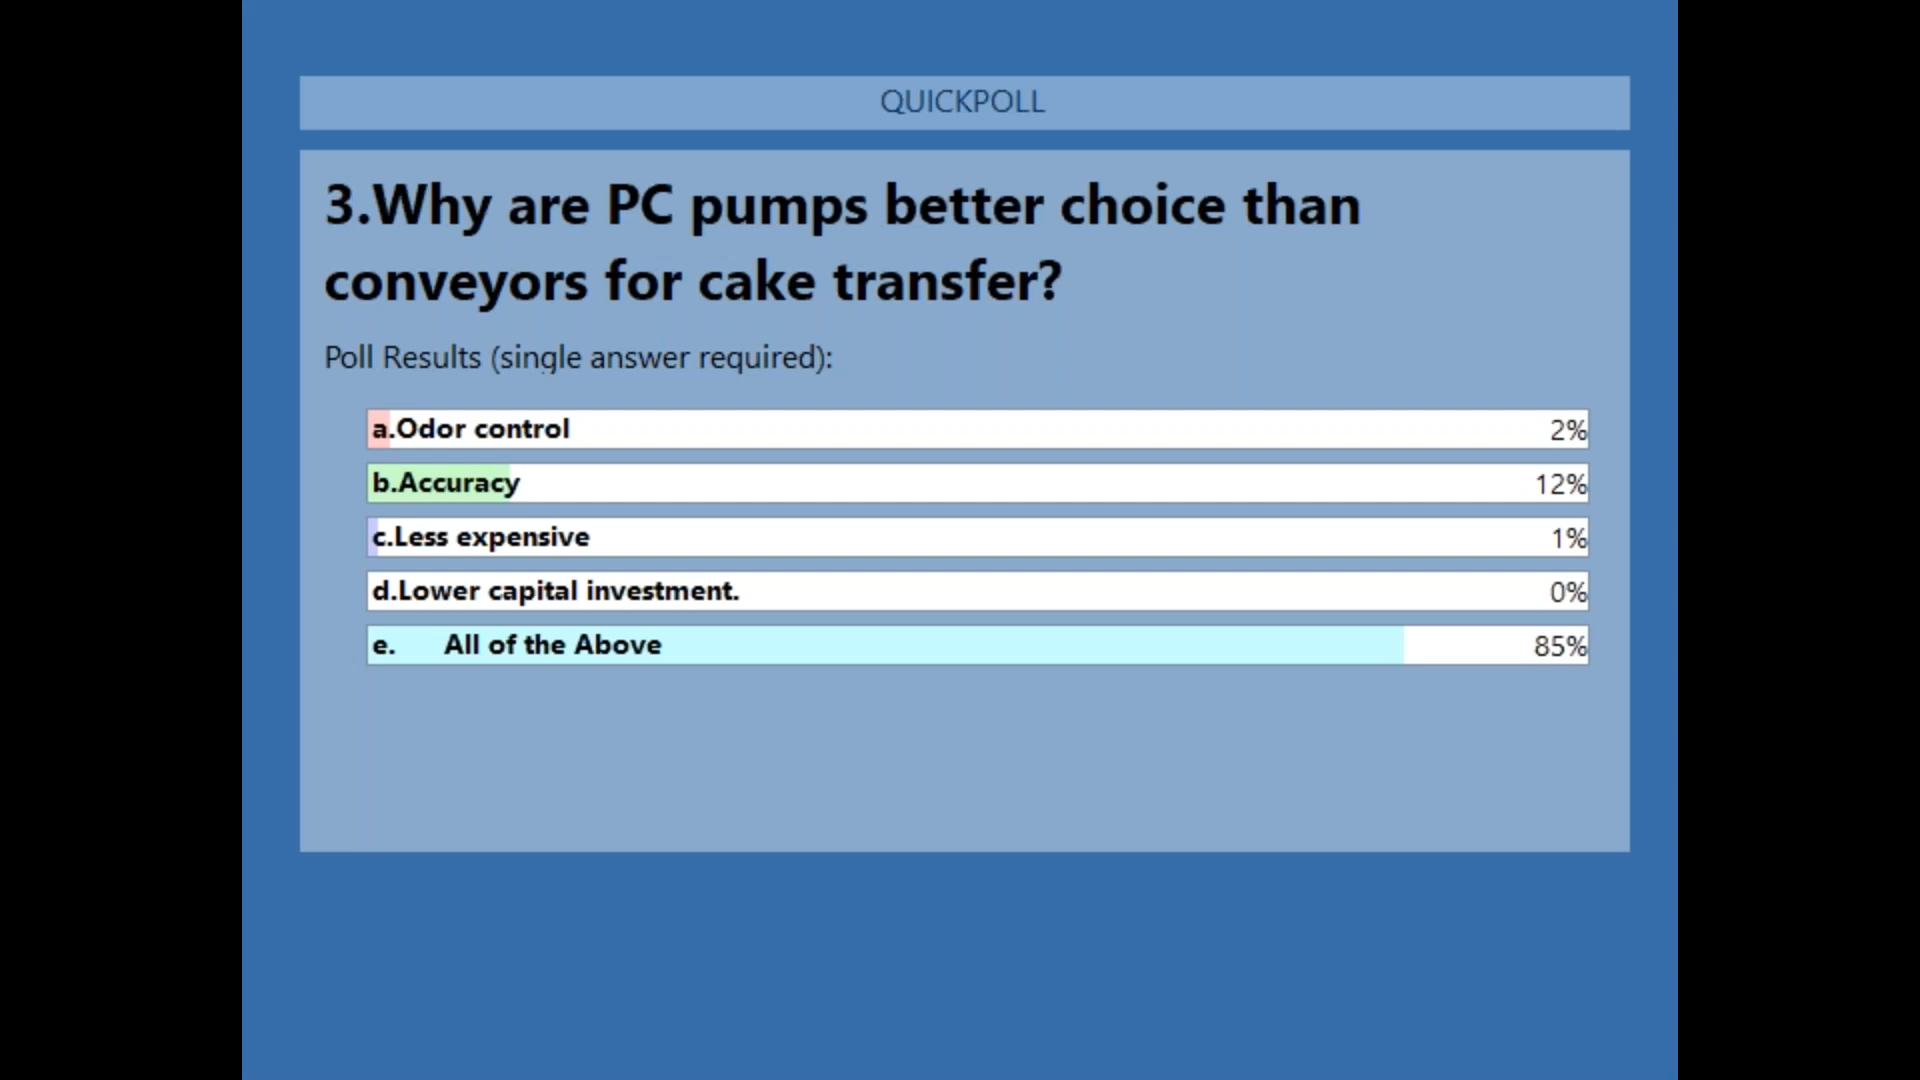 QUICKPOLL
3.Why are PC pumps better choice than
conveyors for cake transfer?
Poll Results (single answer required):
a.Odor control 2%
b.Accuracy 12%
c.Less expensive 1%
d.Lower capital investment. 0%
e. All of the Above 85%